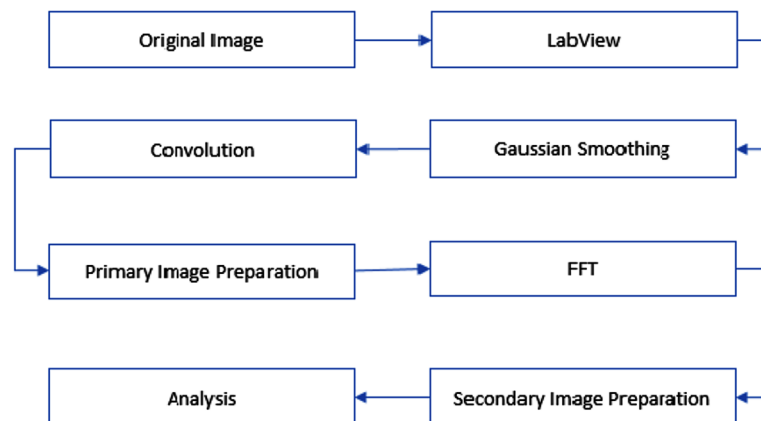 Original Image
LabView
Convolution
Gaussian Smoothing
Primary Image Preparation
FFT
Analysis
Secondary Image Preparation